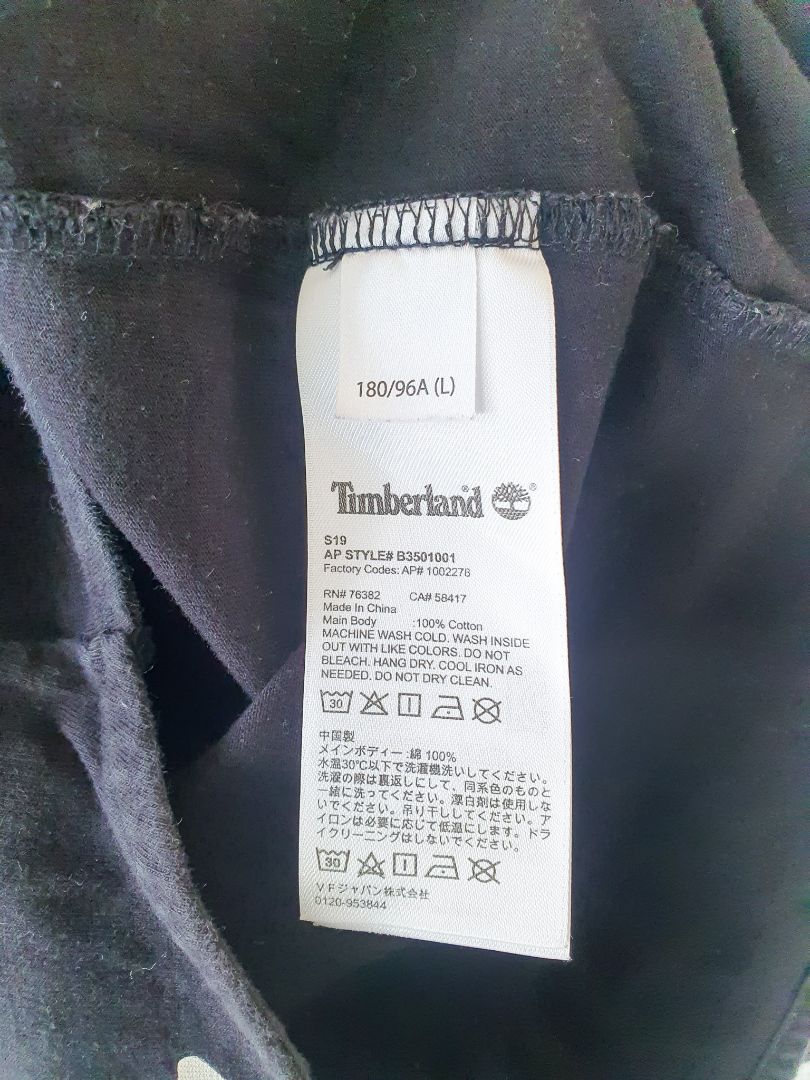 180/96A (L)
Timberland®
S19
AP STYLE# B3501001
Factory Codes: AP# 1002276
RN# 76382 CA# 58417
Made In China
Main Body :100% Cotton
MACHINE WASH COLD. WASH INSIDE
OUT WITH LIKE COLORS. DO NOT
BLEACH. HANG DRY. COOL IRON AS
NEEDED. DO NOT DRY CLEAN.
30
中国製
メインボディー :綿 100%
水温30℃以下で洗濯機洗いしてください。
洗濯の際は裏返しにして、同系色のものと
一緒に洗ってください。漂白剤は使用しな
いでください。吊り干ししてください。ア
イロンは必要に応じて低温にします。ドラ
イクリーニングはしないでください。
30
VFジャパン株式会社
0120-953844